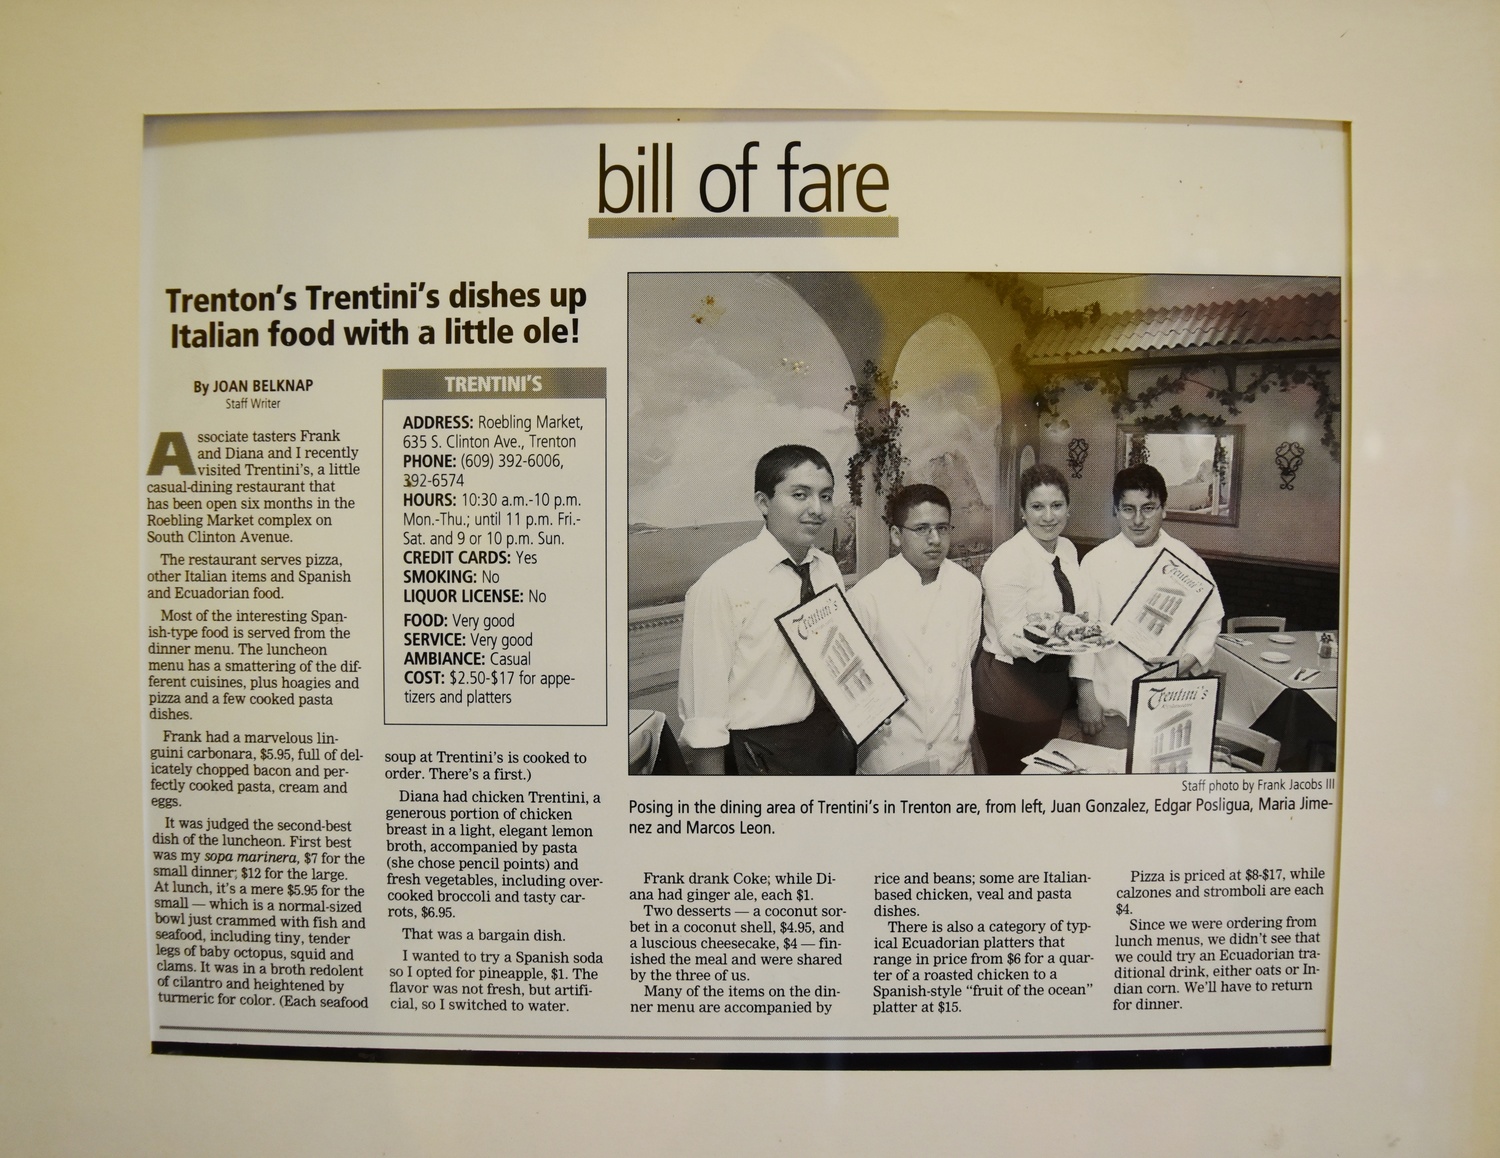 bill of fare
Trenton's Trentini's dishes up
Italian food with a little ole!
By JOAN BELKNAP
Staff Writer
Associate tasters Frank
and Diana and I recently
visited Trentini's, a little
casual-dining restaurant that
has been open six months in the
Roebling Market complex on
South Clinton Avenue.
The restaurant serves pizza,
other Italian items and Spanish
and Ecuadorian food.
Most of the interesting Span-
ish-type food is served from the
dinner menu. The luncheon
menu has a smattering of the dif-
ferent cuisines, plus hoagies and
pizza and a few cooked pasta
dishes.
Frank had a marvelous lin-
guini carbonara, $5.95, full of del-
icately chopped bacon and per-
fectly cooked pasta, cream and
eggs.
It was judged the second-best
dish of the luncheon. First best
was my sopa marinera, $7 for the
small dinner; $12 for the large.
At lunch, it's a mere $5.95 for the
small — which is a normal-sized
bowl just crammed with fish and
seafood, including tiny, tender
legs of baby octopus, squid and
clams. It was in a broth redolent
of cilantro and heightened by
turmeric for color. (Each seafood
TRENTINI'S
ADDRESS: Roebling Market,
635 S. Clinton Ave., Trenton
PHONE: (609) 392-6006,
392-6574
HOURS: 10:30 a.m.-10 p.m.
Mon.-Thu.; until 11 p.m. Fri.-
Sat. and 9 or 10 p.m. Sun.
CREDIT CARDS: Yes
SMOKING: No
LIQUOR LICENSE: No
FOOD: Very good
SERVICE: Very good
AMBIANCE: Casual
COST: $2.50-$17 for appe-
tizers and platters
soup at Trentini's is cooked to
order. There's a first.)
Diana had chicken Trentini, a
generous portion of chicken
breast in a light, elegant lemon
broth, accompanied by pasta
(she chose pencil points) and
fresh vegetables, including over-
cooked broccoli and tasty car-
rots, $6.95.
That was a bargain dish.
I wanted to try a Spanish soda
so I opted for pineapple, $1. The
flavor was not fresh, but artifi-
cial, so I switched to water.
Trentini's
Trentini's
Trentini's
Staff photo by Frank Jacobs III
Posing in the dining area of Trentini's in Trenton are, from left, Juan Gonzalez, Edgar Posligua, Maria Jime-
nez and Marcos Leon.
Frank drank Coke; while Di-
ana had ginger ale, each $1.
Two desserts — a coconut sor-
bet in a coconut shell, $4.95, and
a luscious cheesecake, $4 — fin-
ished the meal and were shared
by the three of us.
Many of the items on the din-
ner menu are accompanied by
rice and beans; some are Italian-
based chicken, veal and pasta
dishes.
There is also a category of typ-
ical Ecuadorian platters that
range in price from $6 for a quar-
ter of a roasted chicken to a
Spanish-style "fruit of the ocean"
platter at $15.
Pizza is priced at $8-$17, while
calzones and stromboli are each
$4.
Since we were ordering from
lunch menus, we didn't see that
we could try an Ecuadorian tra-
ditional drink, either oats or In-
dian corn. We'll have to return
for dinner.